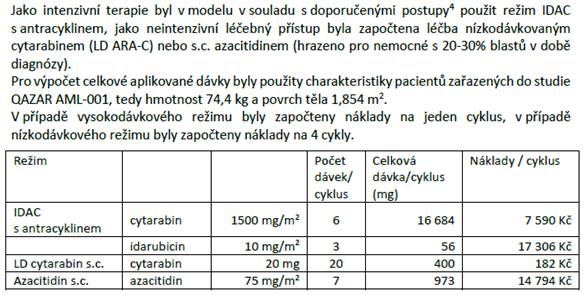 Jako intenzivní terapie byl v modelu v souladu s doporučenými postupy⁴ použit režim IDAC
s antracyklinem, jako neintenzivní léčebný přístup byla započtena léčba nízkodávkovaným
cytarabinem (LD ARA-C) nebo s.c. azacitidinem (hrazeno pro nemocné s 20-30% blastů v době
diagnózy).
Pro výpočet celkové aplikované dávky byly použity charakteristiky pacientů zařazených do studie
QAZAR AML-001, tedy hmotnost 74,4 kg a povrch těla 1,854 m².
V případě vysokodávkového režimu byly započteny náklady na jeden cyklus, v případě
nízkodávkového režimu byly započteny náklady na 4 cykly.
Režim Počet dávek/ cyklus Celková dávka/cyklus (mg) Náklady / cyklus
IDAC s antracyklinem cytarabin 1500 mg/m² 6 16 684 7 590 Kč
idarubicin 10 mg/m² 3 56 17 306 Kč
LD cytarabin s.c. cytarabin 20 mg 20 400 182 Kč
Azacitidin s.c. azacitidin 75 mg/m² 7 973 14 794 Kč